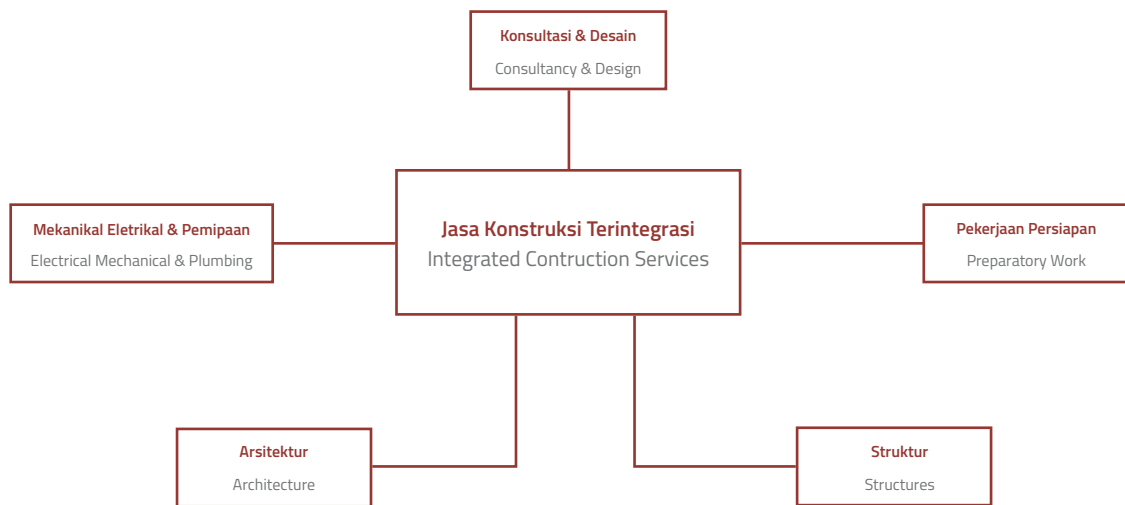 Konsultasi & Desain
Consultancy & Design
Jasa Konstruksi Terintegrasi
Integrated Contruction Services
Mekanikal Eletrikal & Pemipaan
Electrical Mechanical & Plumbing
Pekerjaan Persiapan
Preparatory Work
Arsitektur
Architecture
Struktur
Structures